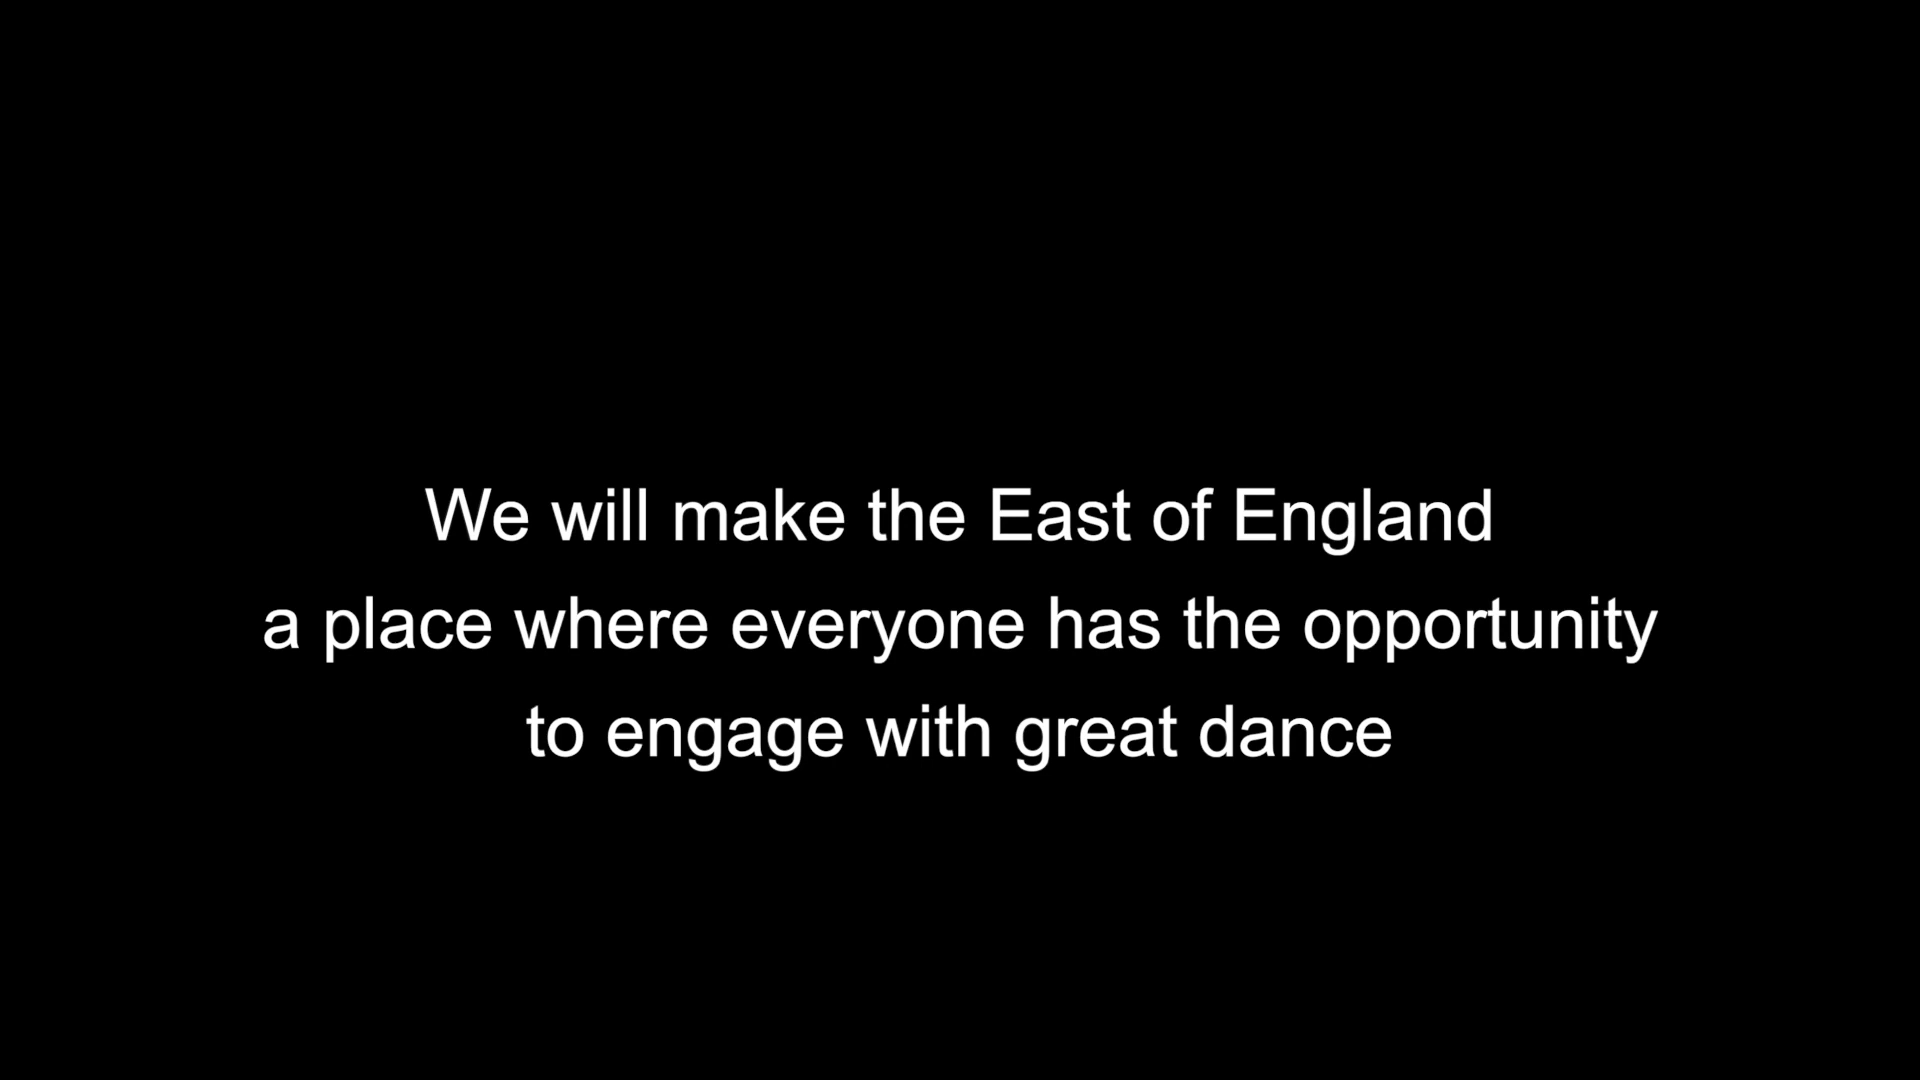 We will make the East of England
a place where everyone has the opportunity
to engage with great dance